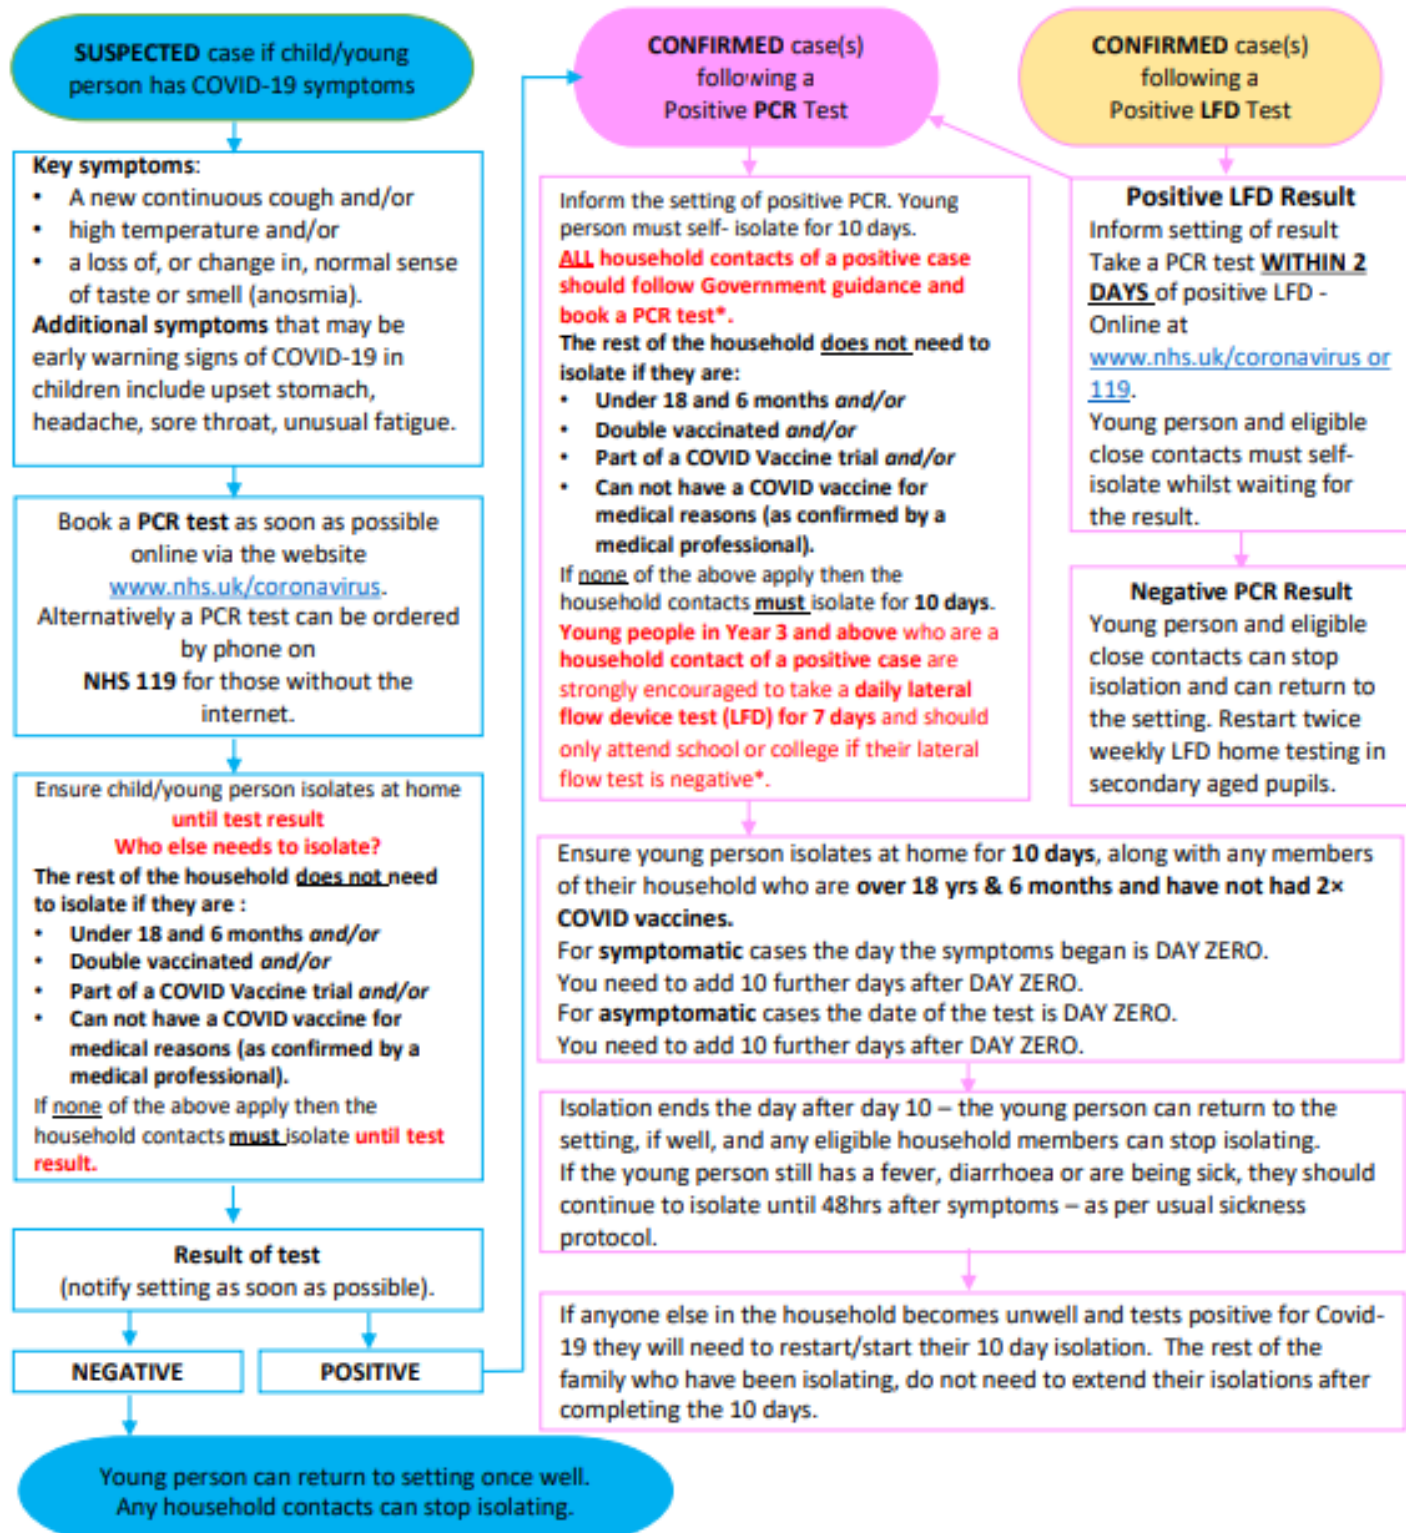 SUSPECTED case if child/young
person has COVID-19 symptoms
Key symptoms:
• A new continuous cough and/or
• high temperature and/or
• a loss of, or change in, normal sense
of taste or smell (anosmia).
Additional symptoms that may be
early warning signs of COVID-19 in
children include upset stomach,
headache, sore throat, unusual fatigue.
Book a PCR test as soon as possible
online via the website
www.nhs.uk/coronavirus.
Alternatively a PCR test can be ordered
by phone on
NHS 119 for those without the
internet.
Ensure child/young person isolates at home
until test result
Who else needs to isolate?
The rest of the household does not need
to isolate if they are :
• Under 18 and 6 months and/or
• Double vaccinated and/or
• Part of a COVID Vaccine trial and/or
• Can not have a COVID vaccine for
medical reasons (as confirmed by a
medical professional).
If none of the above apply then the
household contacts must isolate until test
result.
Result of test
(notify setting as soon as possible).
NEGATIVE
POSITIVE
Young person can return to setting once well.
Any household contacts can stop isolating.
CONFIRMED case(s)
following a
Positive PCR Test
Inform the setting of positive PCR. Young
person must self- isolate for 10 days.
ALL household contacts of a positive case
should follow Government guidance and
book a PCR test*.
The rest of the household does not need to
isolate if they are:
• Under 18 and 6 months and/or
• Double vaccinated and/or
• Part of a COVID Vaccine trial and/or
• Can not have a COVID vaccine for
medical reasons (as confirmed by a
medical professional).
If none of the above apply then the
household contacts must isolate for 10 days.
Young people in Year 3 and above who are a
household contact of a positive case are
strongly encouraged to take a daily lateral
flow device test (LFD) for 7 days and should
only attend school or college if their lateral
flow test is negative*.
CONFIRMED case(s)
following a
Positive LFD Test
Positive LFD Result
Inform setting of result
Take a PCR test WITHIN 2
DAYS of positive LFD -
Online at
www.nhs.uk/coronavirus or
119.
Young person and eligible
close contacts must self-
isolate whilst waiting for
the result.
Negative PCR Result
Young person and eligible
close contacts can stop
isolation and can return to
the setting. Restart twice
weekly LFD home testing in
secondary aged pupils.
Ensure young person isolates at home for 10 days, along with any members
of their household who are over 18 yrs & 6 months and have not had 2×
COVID vaccines.
For symptomatic cases the day the symptoms began is DAY ZERO.
You need to add 10 further days after DAY ZERO.
For asymptomatic cases the date of the test is DAY ZERO.
You need to add 10 further days after DAY ZERO.
Isolation ends the day after day 10 – the young person can return to the
setting, if well, and any eligible household members can stop isolating.
If the young person still has a fever, diarrhoea or are being sick, they should
continue to isolate until 48hrs after symptoms – as per usual sickness
protocol.
If anyone else in the household becomes unwell and tests positive for Covid-
19 they will need to restart/start their 10 day isolation. The rest of the
family who have been isolating, do not need to extend their isolations after
completing the 10 days.